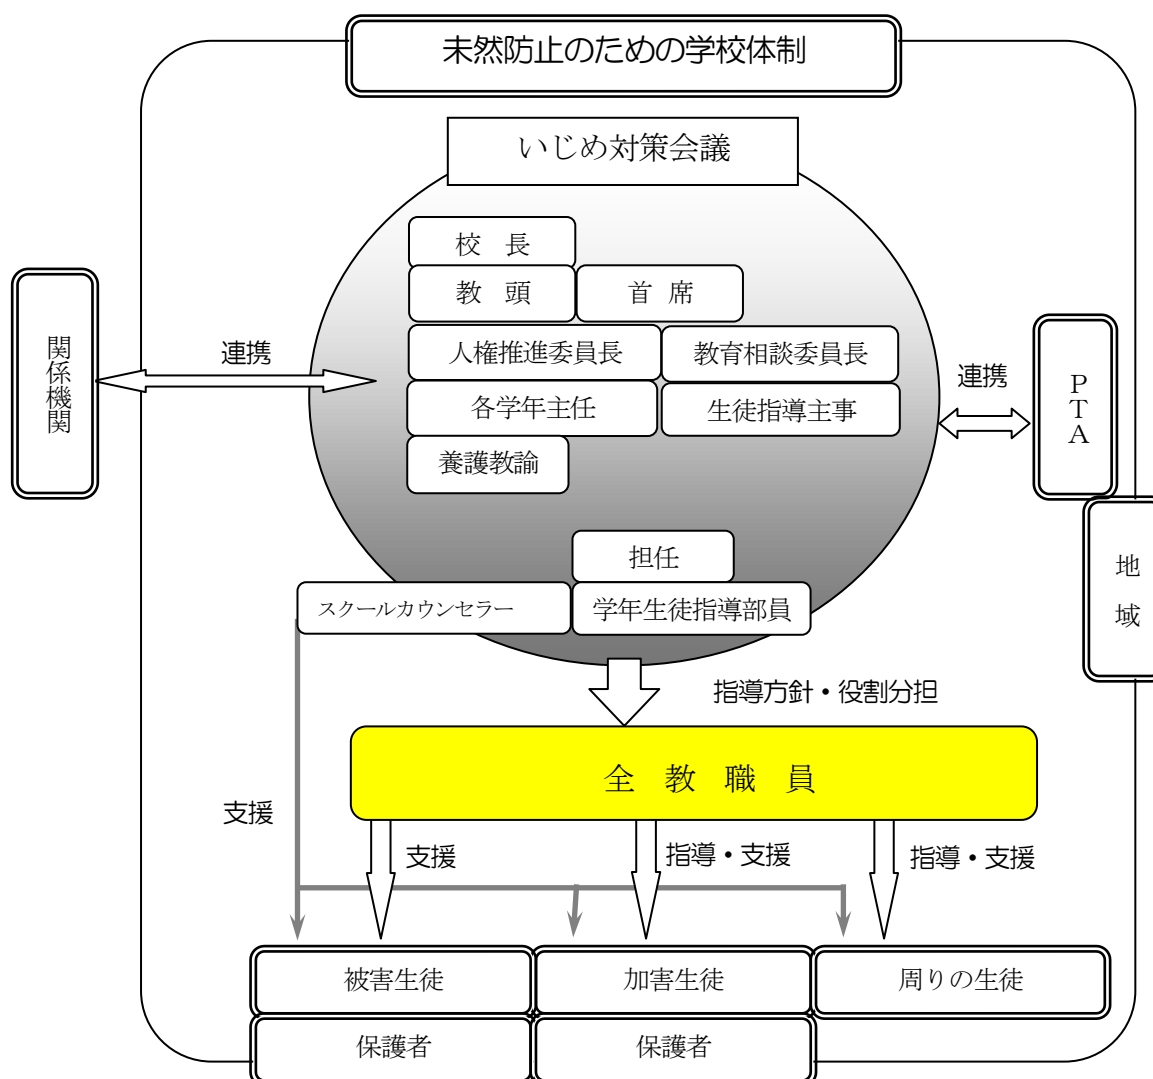 未然防止のための学校体制
いじめ対策会議
校　長
教　頭
首　席
人権推進委員長
教育相談委員長
各学年主任
生徒指導主事
養護教諭
関係機関
連携
連携
PTA
地域
担任
スクールカウンセラー
学年生徒指導部員
指導方針・役割分担
全　教　職　員
支援
支援
指導・支援
指導・支援
被害生徒
加害生徒
周りの生徒
保護者
保護者